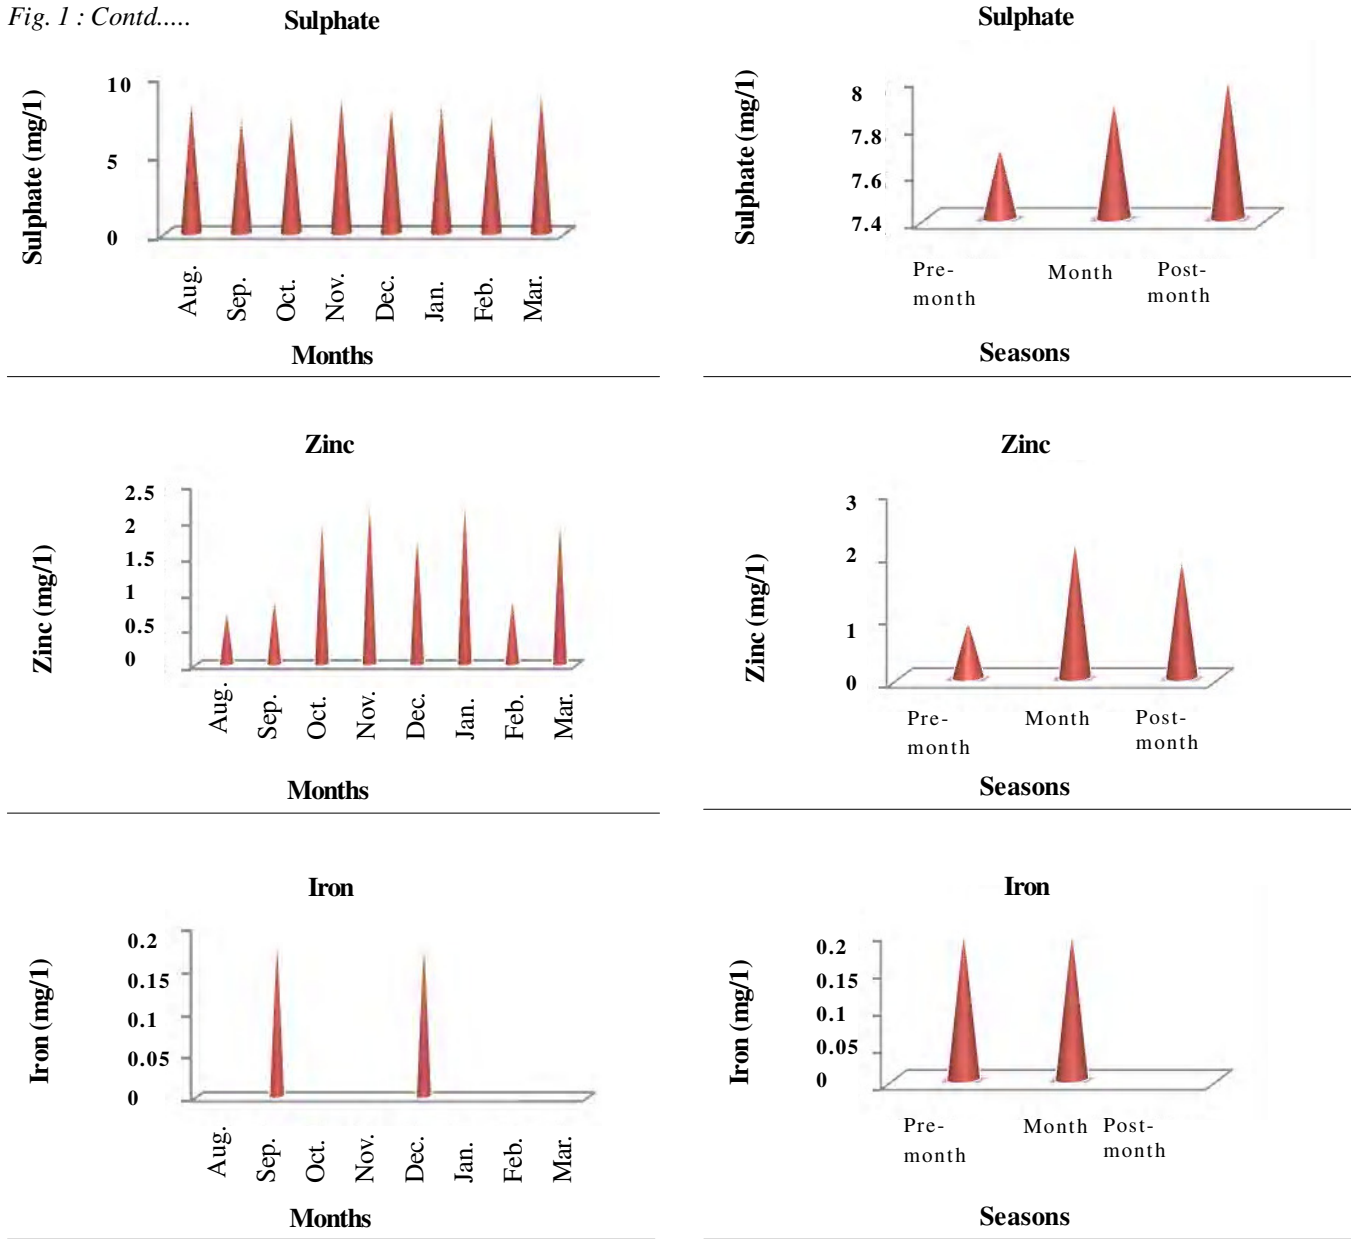 Fig. 1 : Contd.....
Sulphate
Sulphate (mg/1)
10
5
0
Aug.
Sep.
Oct.
Nov.
Dec.
Jan.
Feb.
Mar.
Months
Sulphate
Sulphate (mg/1)
8
7.8
7.6
7.4
Pre-
month
Month
Post-
month
Seasons
Zinc
Zinc (mg/1)
2.5
2
1.5
1
0.5
0
Aug.
Sep.
Oct.
Nov.
Dec.
Jan.
Feb.
Mar.
Months
Zinc
Zinc (mg/1)
3
2
1
0
Pre-
month
Month
Post-
month
Seasons
Iron
Iron (mg/1)
0.2
0.15
0.1
0.05
0
Aug.
Sep.
Oct.
Nov.
Dec.
Jan.
Feb.
Mar.
Months
Iron
Iron (mg/1)
0.2
0.15
0.1
0.05
0
Pre-
month
Month
Post-
month
Seasons